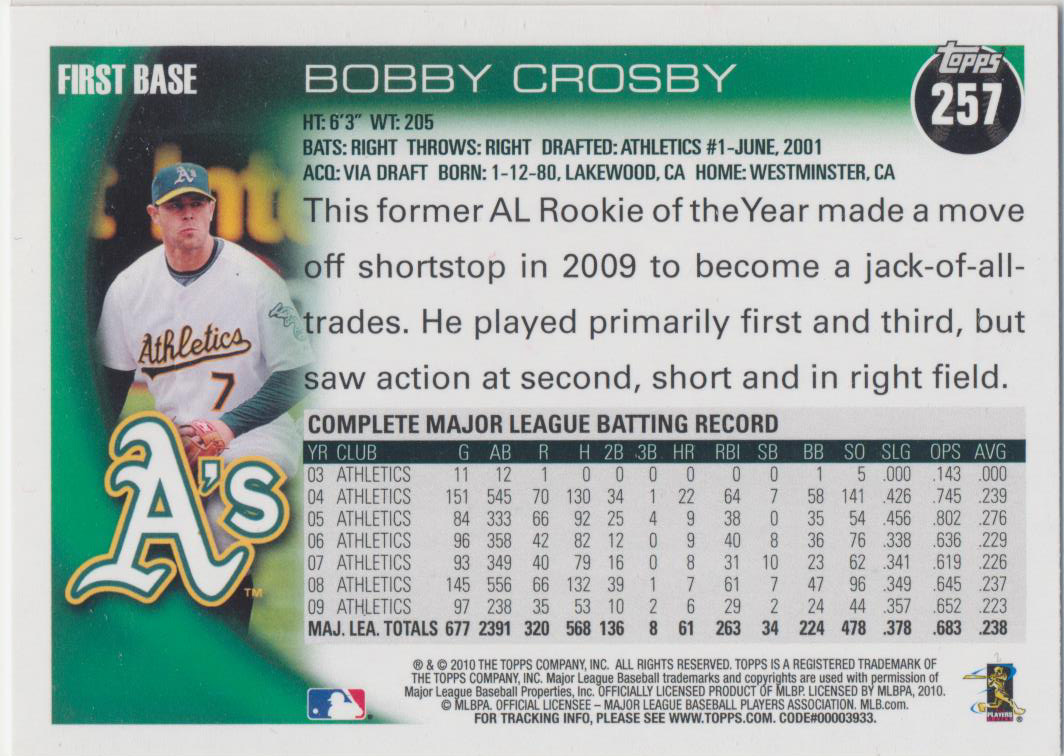 FIRST BASE
BOBBY CROSBY
Topps
257
HT: 6'3" WT: 205
BATS: RIGHT THROWS: RIGHT DRAFTED: ATHLETICS #1-JUNE, 2001
ACQ: VIA DRAFT BORN: 1-12-80, LAKEWOOD, CA HOME: WESTMINSTER, CA
This former AL Rookie of the Year made a move
off shortstop in 2009 to become a jack-of-all-
trades. He played primarily first and third, but
saw action at second, short and in right field.
A's
Athletics
7
A's TM
COMPLETE MAJOR LEAGUE BATTING RECORD
YR CLUB G AB R H 2B 3B HR RBI SB BB SO SLG OPS AVG
03 ATHLETICS 11 12 1 0 0 0 0 0 0 1 5 .000 .143 .000
04 ATHLETICS 151 545 70 130 34 1 22 64 7 58 141 .426 .745 .239
05 ATHLETICS 84 333 66 92 25 4 9 38 0 35 54 .456 .802 .276
06 ATHLETICS 96 358 42 82 12 0 9 40 8 36 76 .338 .636 .229
07 ATHLETICS 93 349 40 79 16 0 8 31 10 23 62 .341 .619 .226
08 ATHLETICS 145 556 66 132 39 1 7 61 7 47 96 .349 .645 .237
09 ATHLETICS 97 238 35 53 10 2 6 29 2 24 44 .357 .652 .223
MAJ. LEA. TOTALS 677 2391 320 568 136 8 61 263 34 224 478 .378 .683 .238
® & © 2010 THE TOPPS COMPANY, INC. ALL RIGHTS RESERVED. TOPPS IS A REGISTERED TRADEMARK OF
THE TOPPS COMPANY, INC. Major League Baseball trademarks and copyrights are used with permission of
Major League Baseball Properties, Inc. OFFICIALLY LICENSED PRODUCT OF MLBP. LICENSED BY MLBPA, 2010.
© MLBPA. OFFICIAL LICENSEE – MAJOR LEAGUE BASEBALL PLAYERS ASSOCIATION. MLB.com.
FOR TRACKING INFO, PLEASE SEE WWW.TOPPS.COM. CODE#00003933.
PLAYERS ®